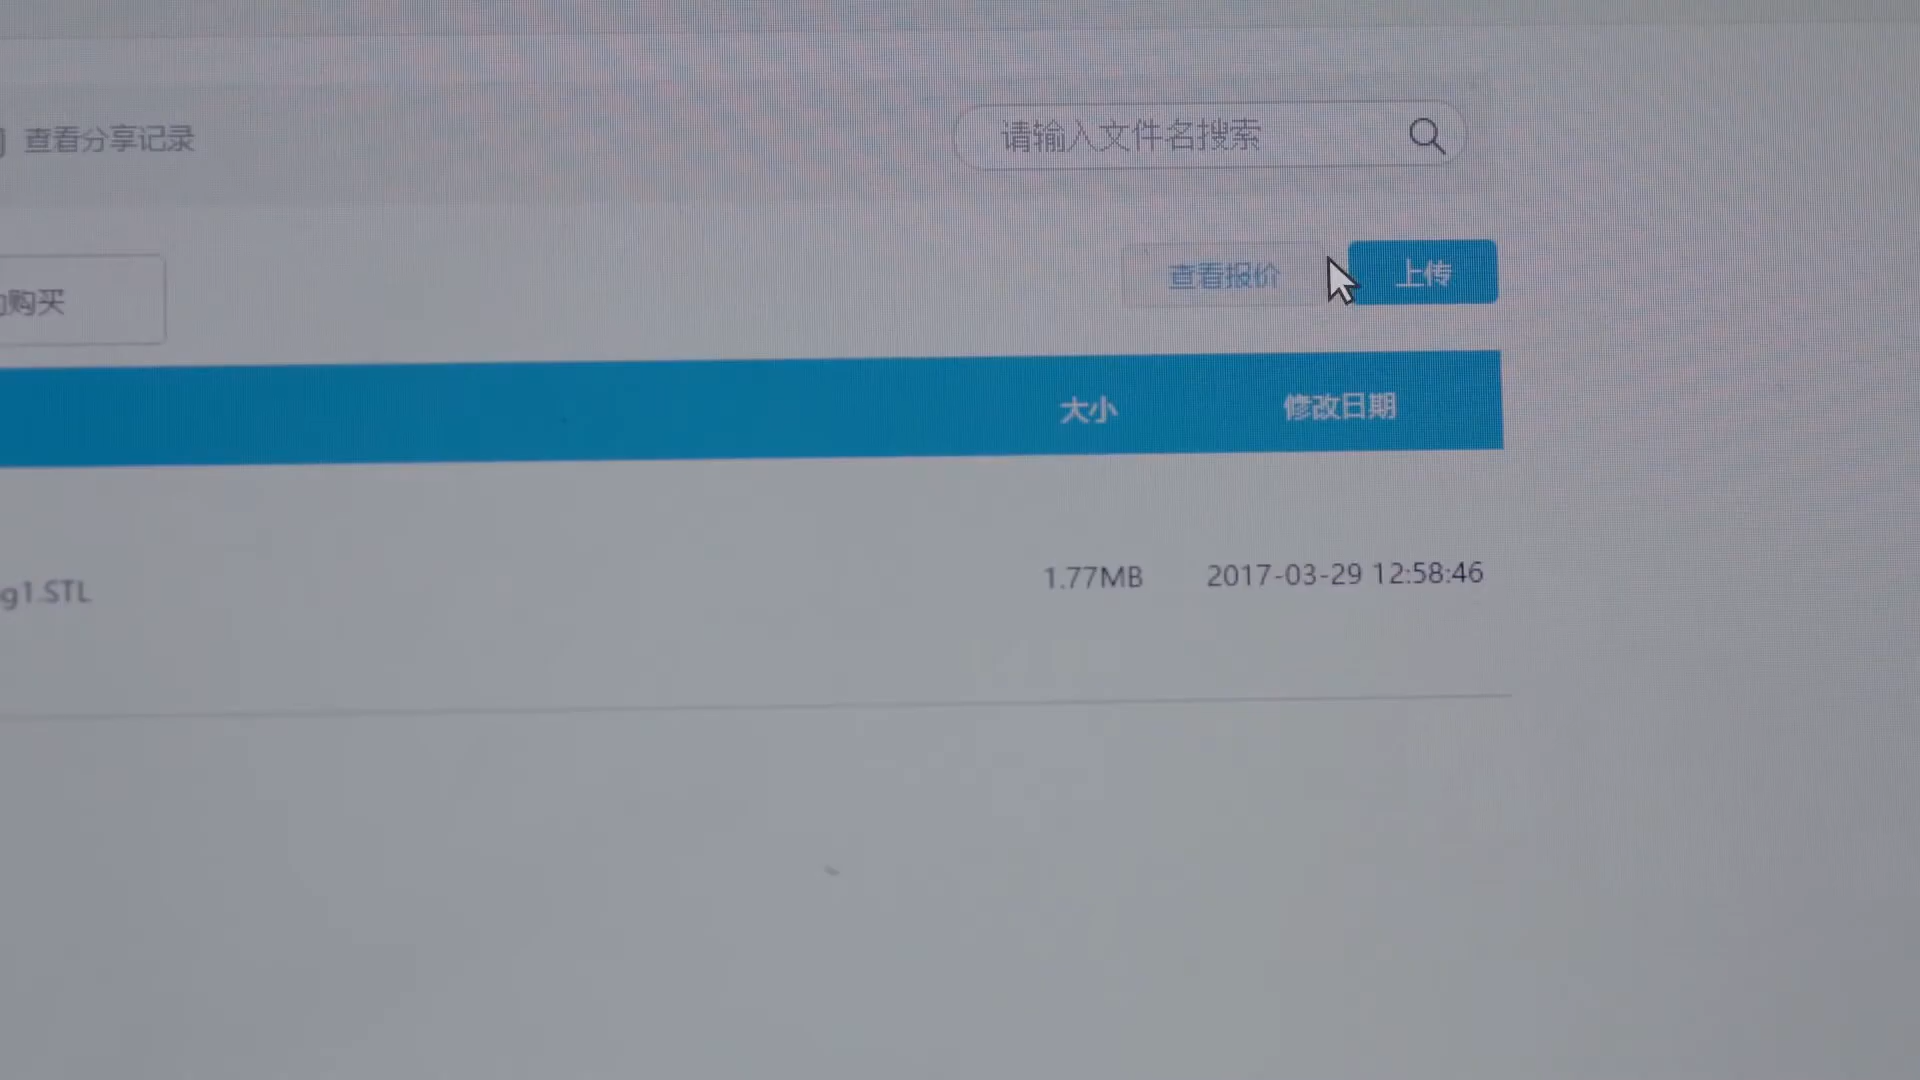 查看分享记录
请输入文件名搜索
购买
查看报价
上传
大小
修改日期
g1.STL
1.77MB
2017-03-29 12:58:46